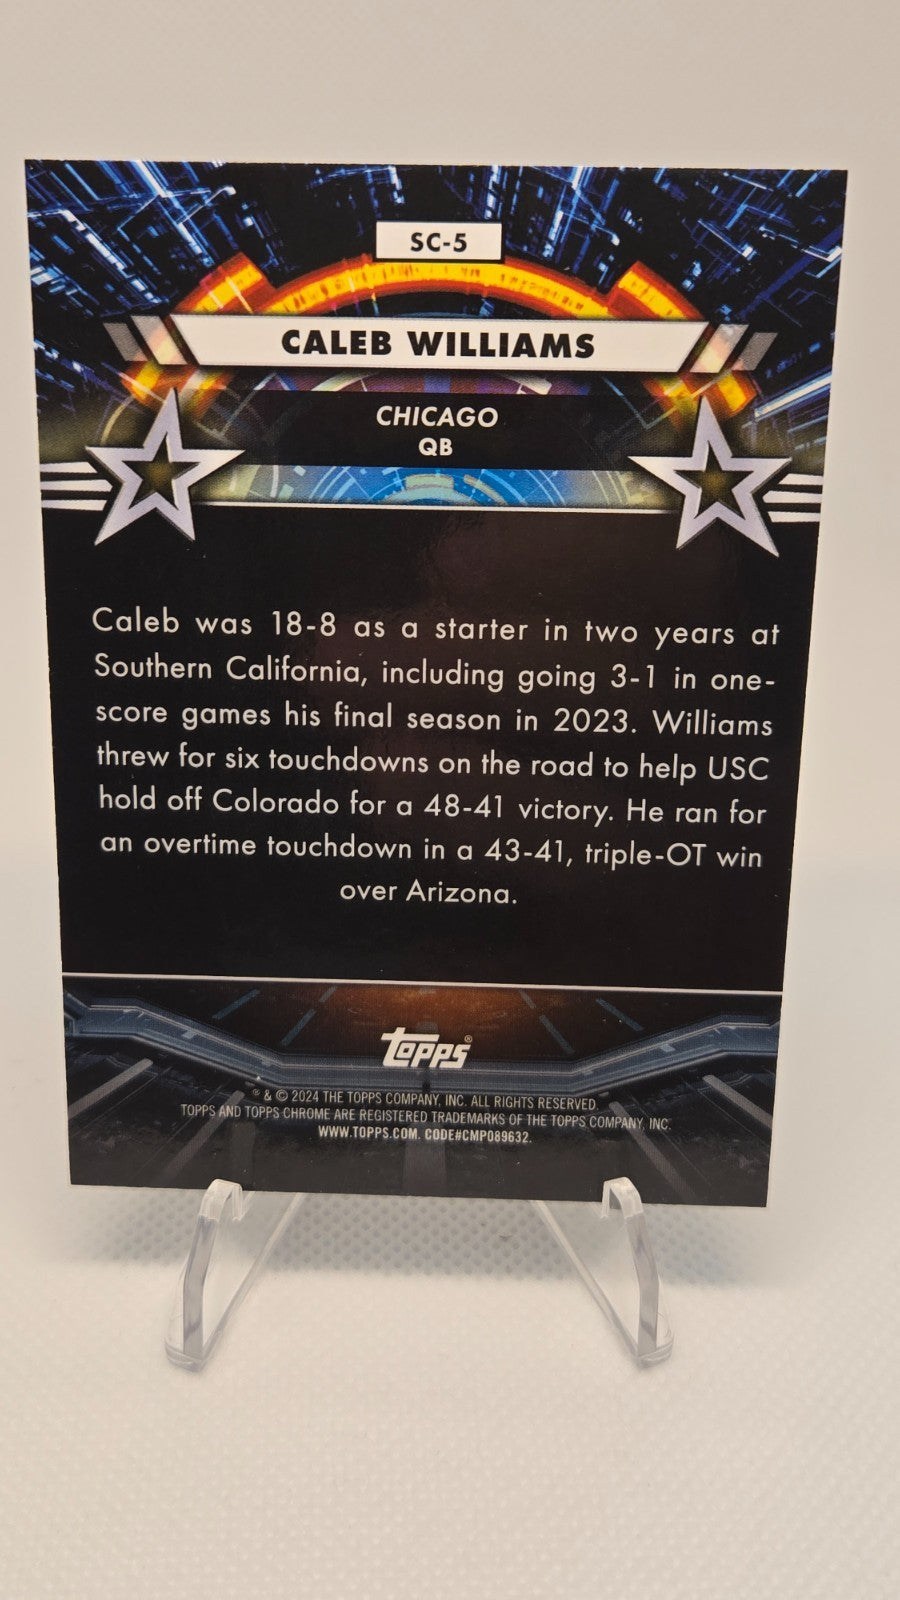 SC-5
CALEB WILLIAMS
CHICAGO
QB
Caleb was 18-8 as a starter in two years at
Southern California, including going 3-1 in one-
score games his final season in 2023. Williams
threw for six touchdowns on the road to help USC
hold off Colorado for a 48-41 victory. He ran for
an overtime touchdown in a 43-41, triple-OT win
over Arizona.
topps®
® & © 2024 THE TOPPS COMPANY, INC. ALL RIGHTS RESERVED.
TOPPS AND TOPPS CHROME ARE REGISTERED TRADEMARKS OF THE TOPPS COMPANY, INC.
WWW.TOPPS.COM. CODE#CMP089632.